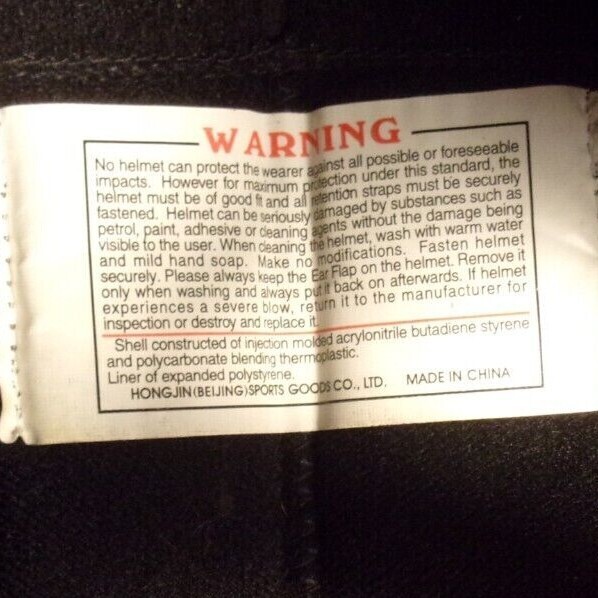 WARNING
No helmet can protect the wearer against all possible or foreseeable
impacts. However for maximum protection under this standard, the
helmet must be of good fit and all retention straps must be securely
fastened. Helmet can be seriously damaged by substances such as
petrol, paint, adhesive or cleaning agents without the damage being
visible to the user. When cleaning the helmet, wash with warm water
and mild hand soap. Make no modifications. Fasten helmet
securely. Please always keep the Ear Flap on the helmet. Remove it
only when washing and always put it back on afterwards. If helmet
experiences a severe blow, return it to the manufacturer for
inspection or destroy and replace it.
Shell constructed of injection molded acrylonitrile butadiene styrene
and polycarbonate blending thermoplastic.
Liner of expanded polystyrene.
HONGJIN(BEIJING)SPORTS GOODS CO., LTD. MADE IN CHINA